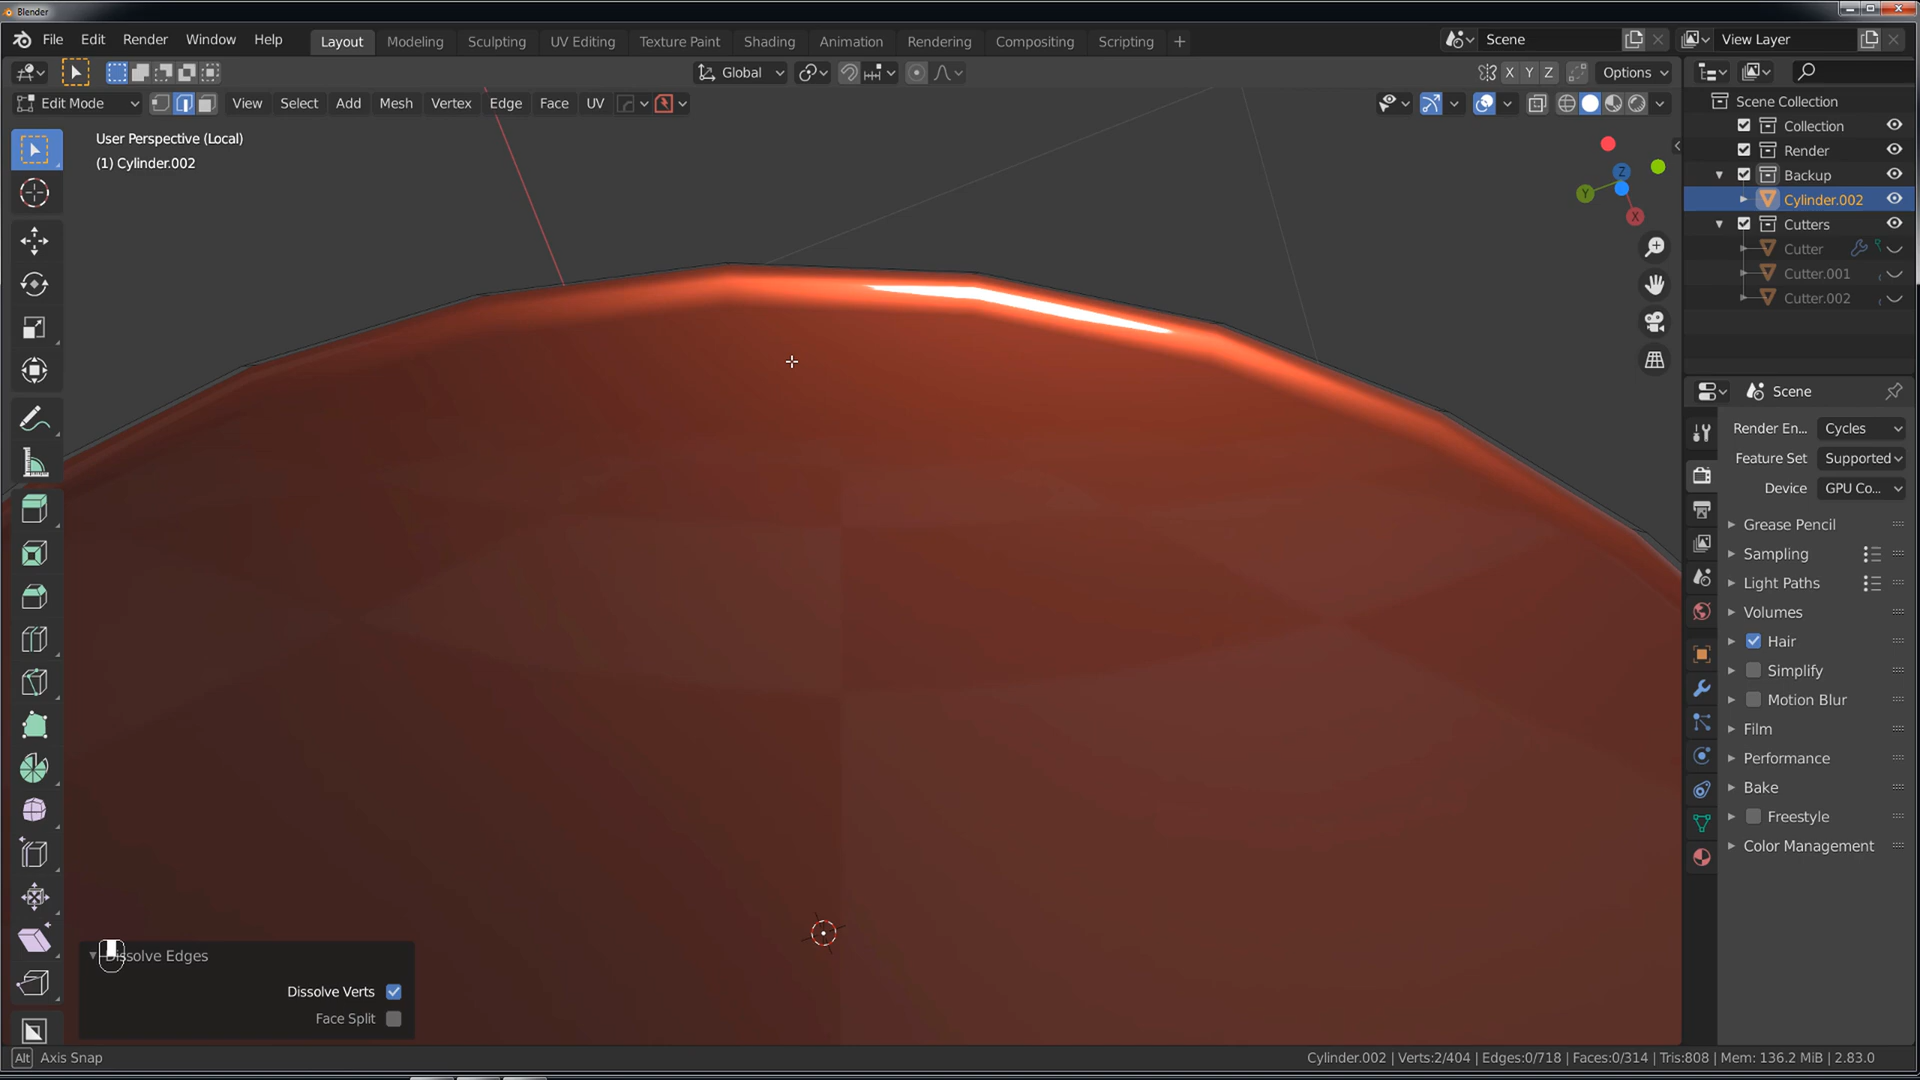 Blender
File Edit Render Window Help
Layout Modeling Sculpting UV Editing Texture Paint Shading Animation Rendering Compositing Scripting +
Scene
View Layer
Global
X Y Z
Options
Edit Mode
View Select Add Mesh Vertex Edge Face UV
User Perspective (Local)
(1) Cylinder.002
Z
Y
X
Scene Collection
Collection
Render
Backup
Cylinder.002
Cutters
Cutter
Cutter.001
Cutter.002
Scene
Render En... Cycles
Feature Set Supported
Device GPU Co...
Grease Pencil
Sampling
Light Paths
Volumes
Hair
Simplify
Motion Blur
Film
Performance
Bake
Freestyle
Color Management
ssolve Edges
Dissolve Verts
Face Split
Alt Axis Snap
Cylinder.002 | Verts:2/404 | Edges:0/718 | Faces:0/314 | Tris:808 | Mem: 136.2 MiB | 2.83.0